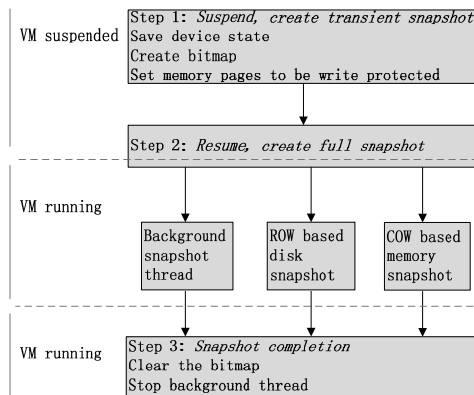 VM suspended
Step 1: Suspend, create transient snapshot
Save device state
Create bitmap
Set memory pages to be write protected
Step 2: Resume, create full snapshot
VM running
Background
snapshot
thread
ROW based
disk
snapshot
COW based
memory
snapshot
VM running
Step 3: Snapshot completion
Clear the bitmap
Stop background thread